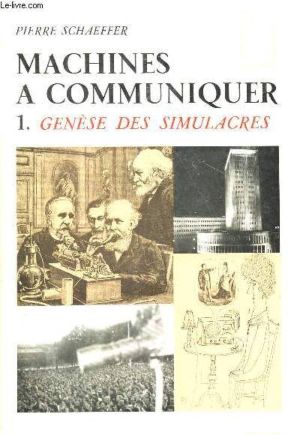 Le-livre.com
PIERRE SCHAEFFER
MACHINES
A COMMUNIQUER
1. GENÈSE DES SIMULACRES